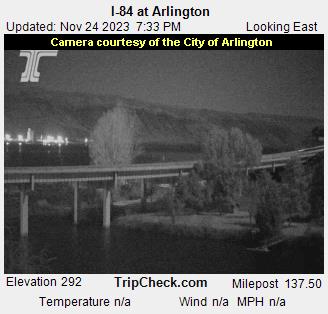 I-84 at Arlington
Updated: Nov 24 2023 7:33 PM Looking East
Camera courtesy of the City of Arlington
Elevation 292 TripCheck.com Milepost 137.50
Temperature n/a Wind n/a MPH n/a